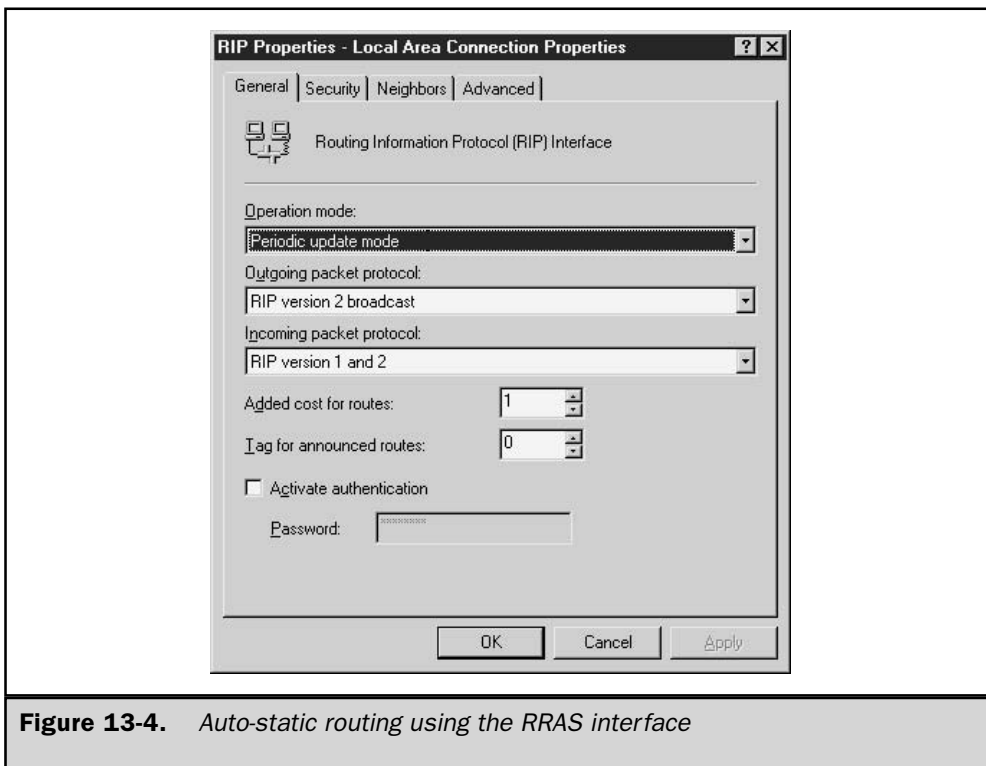 RIP Properties - Local Area Connection Properties
General Security Neighbors Advanced
Routing Information Protocol (RIP) Interface
Operation mode:
Periodic update mode
Outgoing packet protocol:
RIP version 2 broadcast
Incoming packet protocol:
RIP version 1 and 2
Added cost for routes: 1
Tag for announced routes: 0
Activate authentication
Password: ********
OK Cancel Apply
Figure 13-4. Auto-static routing using the RRAS interface